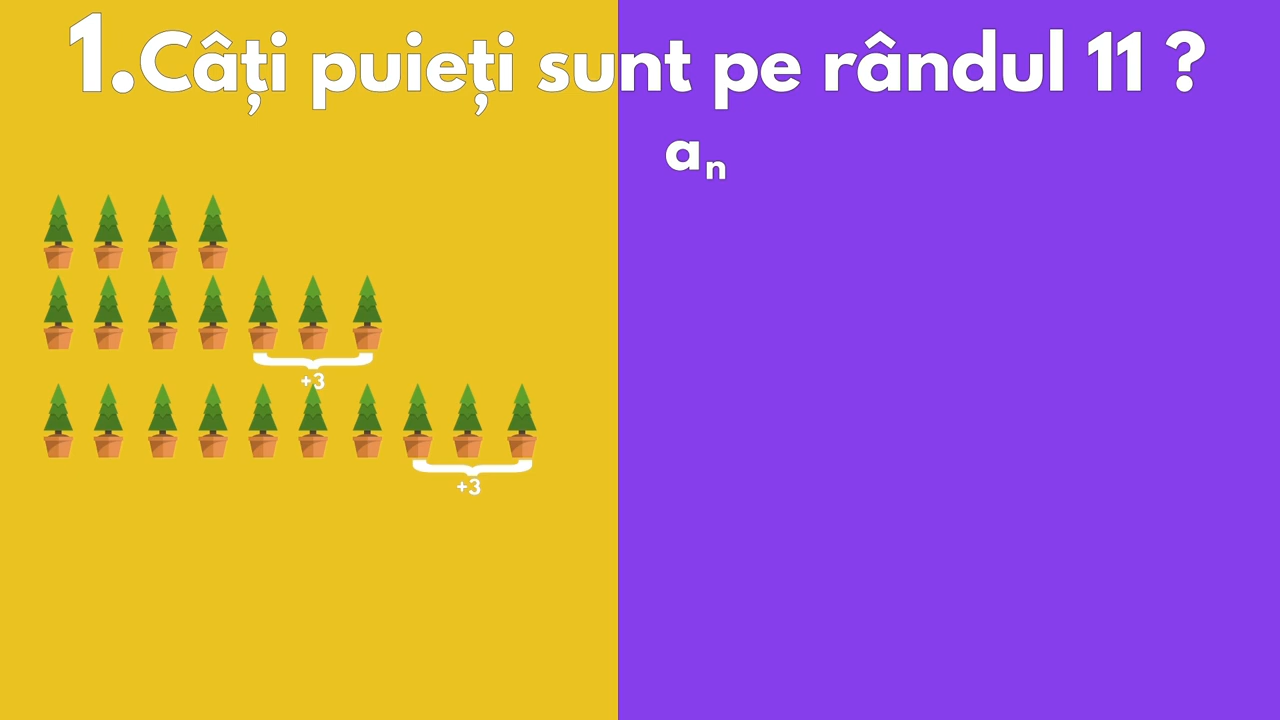 1.Câți puieți sunt pe rândul 11 ?
aₙ
+3
+3